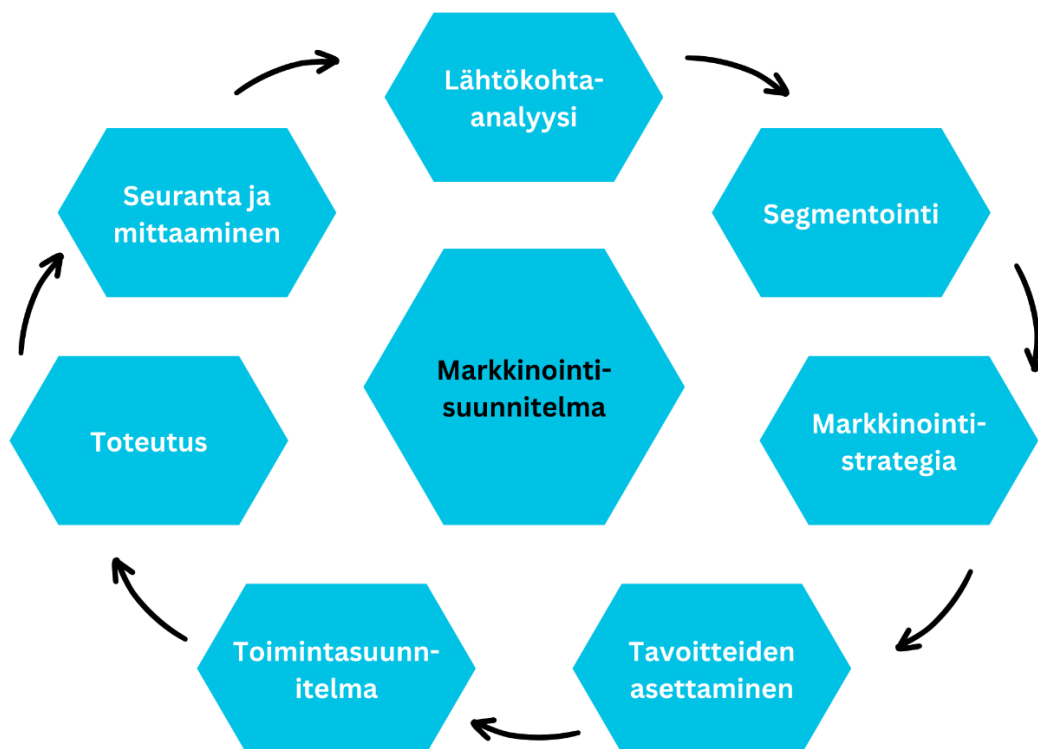 Lähtökohta-
analyysi
Segmentointi
Markkinointi-
strategia
Tavoitteiden
asettaminen
Toimintasuunn-
itelma
Toteutus
Seuranta ja
mittaaminen
Markkinointi-
suunnitelma